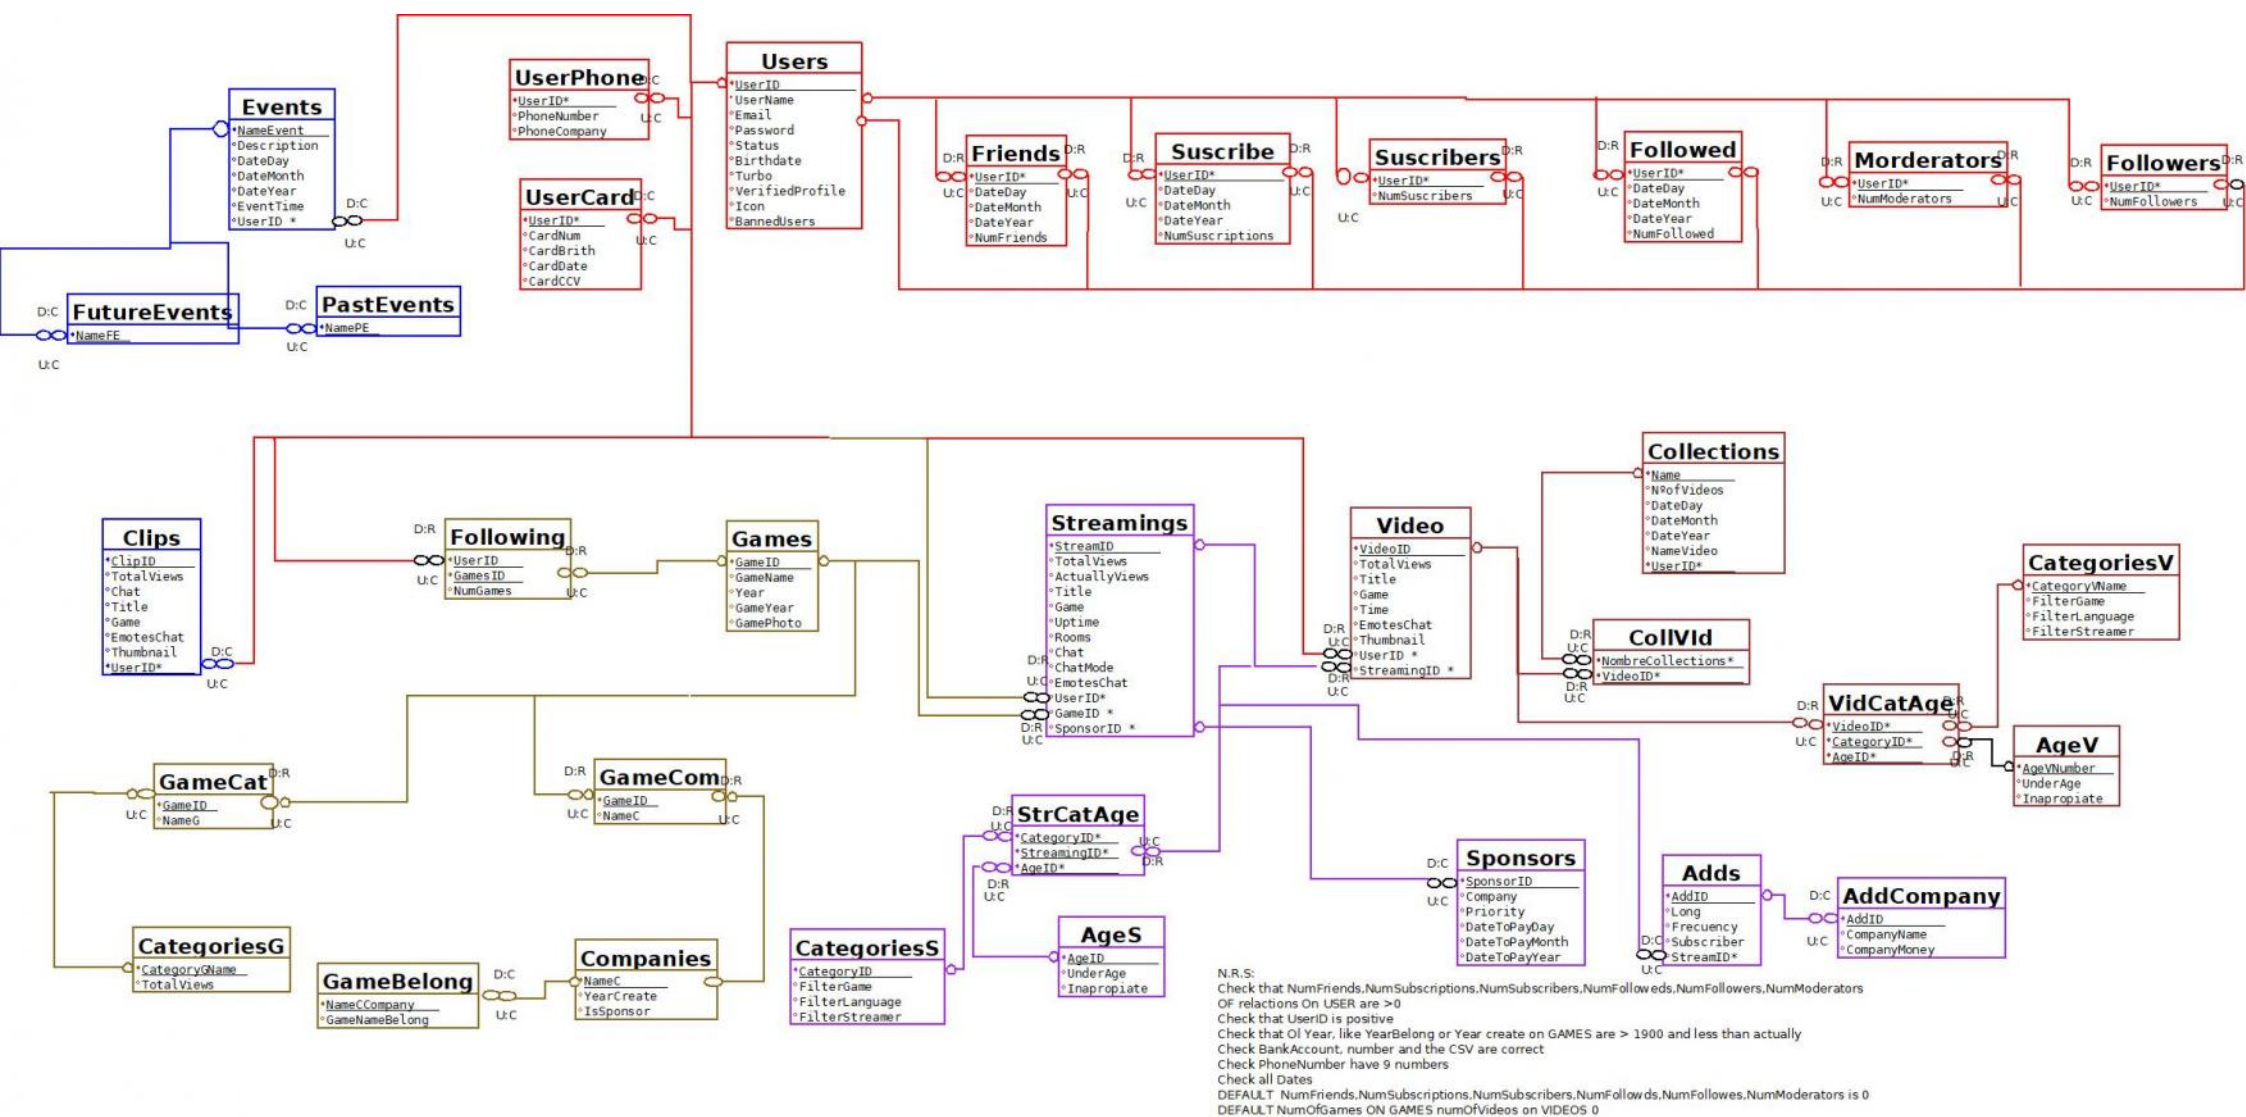 Users
*UserID
°UserName
°Email
°Password
°Status
°Birthdate
°Turbo
°VerifiedProfile
°Icon
°BannedUsers
UserPhone
D:C
*UserID*
°PhoneNumber
*PhoneCompany
U:C
UserCard
D:C
*UserID*
°CardNum
°CardBrith
°CardDate
°CardCCV
U:C
Events
*NameEvent
°Description
°DateDay
°DateMonth
°DateYear
°EventTime
°UserID *
D:C
U:C
D:C
FutureEvents
*NameFE
U:C
D:C
PastEvents
*NamePE
U:C
D:R
Friends
D:R
*UserID*
°DateDay
°DateMonth
°DateYear
°NumFriends
U:C
U:C
D:R
Suscribe
D:R
*UserID*
°DateDay
°DateMonth
°DateYear
°NumSuscriptions
U:C
U:C
Suscribers
D:R
*UserID*
°NumSuscribers
U:C
U:C
D:R
Followed
D:R
*UserID*
°DateDay
°DateMonth
°DateYear
°NumFollowed
U:C
D:R
Morderators
D:R
*UserID*
°NumModerators
U:C
U:C
D:R
Followers
D:R
*UserID*
°NumFollowers
U:C
U:C
Clips
*ClipID
°TotalViews
°Chat
°Title
°Game
°EmotesChat
°Thumbnail
*UserID*
D:C
U:C
D:R
Following
D:R
*UserID
*GamesID
°NumGames
U:C
U:C
Games
*GameID
°GameName
°Year
°GameYear
°GamePhoto
Streamings
*StreamID
°TotalViews
°ActuallyViews
°Title
°Game
°Uptime
°Rooms
°Chat
°ChatMode
°EmotesChat
°UserID*
°GameID *
°SponsorID *
D:R
U:C
D:R
U:C
Video
*VideoID
°TotalViews
°Title
°Game
°Time
°EmotesChat
°Thumbnail
°UserID *
°StreamingID *
D:R
U:C
D:R
U:C
Collections
*Name
°NºofVideos
°DateDay
°DateMonth
°DateYear
°NameVideo
*UserID*
D:R
U:C
CollVId
*NombreCollections*
*VideoID*
D:R
U:C
CategoriesV
*CategoryVName
°FilterGame
°FilterLanguage
°FilterStreamer
D:R
VidCatAge
D:R
U:C
*VideoID*
*CategoryID*
*AgeID*
U:C
D:R
U:C
AgeV
*AgeVNumber
°UnderAge
°Inapropiate
GameCat
D:R
*GameID
°NameG
U:C
U:C
D:R
GameCom
D:R
*GameID
°NameC
U:C
U:C
D:R
U:C
StrCatAge
*CategoryID*
*StreamingID*
*AgeID*
U:C
D:R
D:R
U:C
CategoriesG
*CategoryGName
°TotalViews
GameBelong
*NameCCompany
°GameNameBelong
D:C
U:C
Companies
*NameC
°YearCreate
°IsSponsor
CategoriesS
*CategoryID
°FilterGame
°FilterLanguage
°FilterStreamer
AgeS
*AgeID
°UnderAge
°Inapropiate
D:C
U:C
Sponsors
*SponsorID
°Company
°Priority
°DateToPayDay
°DateToPayMonth
°DateToPayYear
Adds
*AddID
°Long
°Frecuency
°Subscriber
°StreamID*
D:C
U:C
D:C
U:C
AddCompany
*AddID
°CompanyName
°CompanyMoney
N.R.S:
Check that NumFriends,NumSubscriptions,NumSubscribers,NumFolloweds,NumFollowers,NumModerators
OF relactions On USER are >0
Check that UserID is positive
Check that Ol Year, like YearBelong or Year create on GAMES are > 1900 and less than actually
Check BankAccount, number and the CSV are correct
Check PhoneNumber have 9 numbers
Check all Dates
DEFAULT NumFriends,NumSubscriptions,NumSubscribers,NumFollowds,NumFollowes,NumModerators is 0
DEFAULT NumOfGames ON GAMES numOfVideos on VIDEOS 0